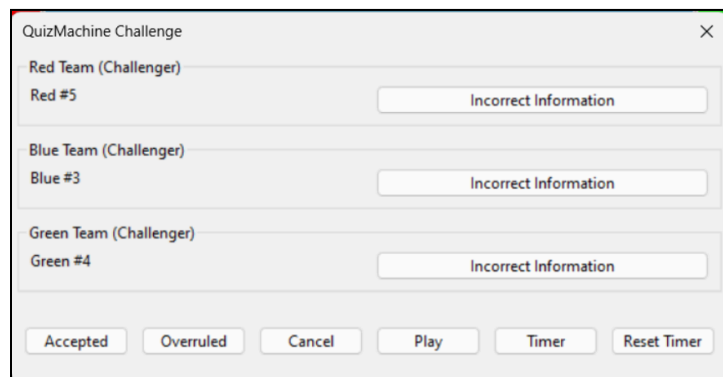 QuizMachine Challenge
Red Team (Challenger)
Red #5
Incorrect Information
Blue Team (Challenger)
Blue #3
Incorrect Information
Green Team (Challenger)
Green #4
Incorrect Information
Accepted Overruled Cancel Play Timer Reset Timer